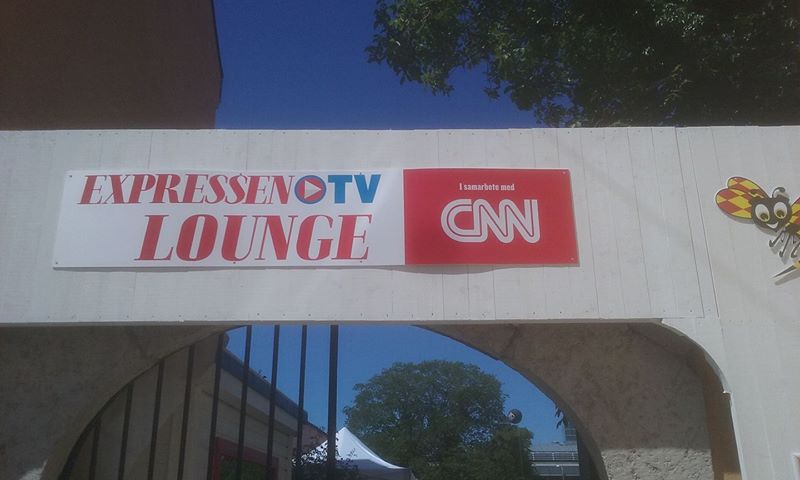 EXPRESSEN TV
LOUNGE
I samarbete med
CNN